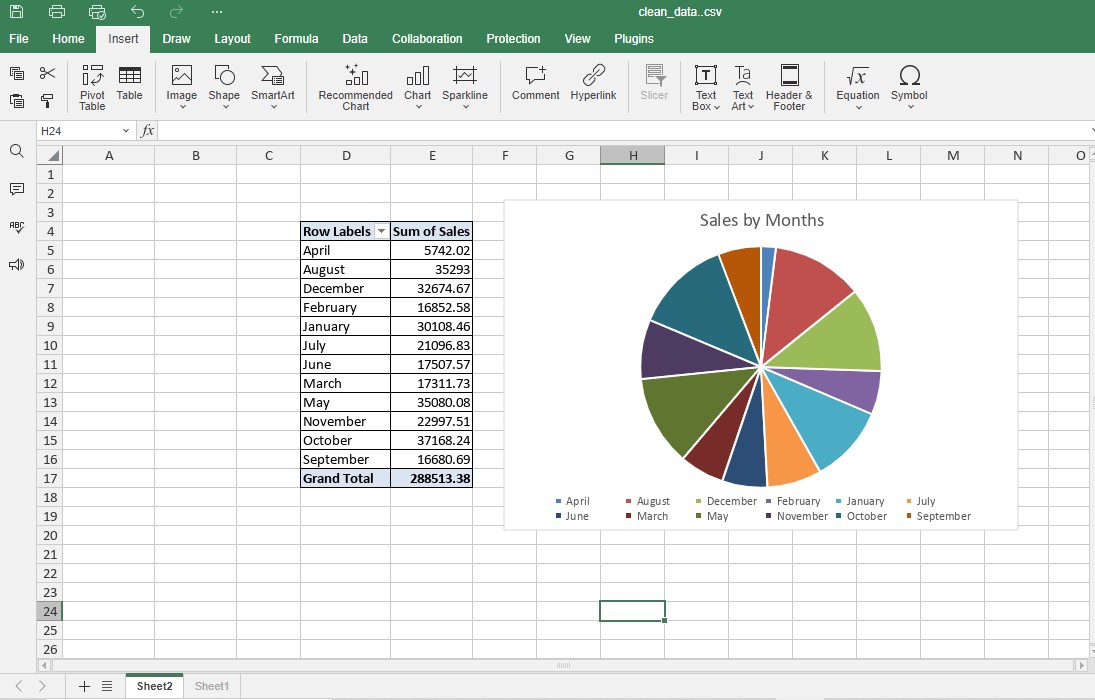 clean_data..csv
File Home Insert Draw Layout Formula Data Collaboration Protection View Plugins
Pivot Table Table Image Shape SmartArt Recommended Chart Chart Sparkline Comment Hyperlink Slicer Text Box Text Art Header & Footer Equation Symbol
H24 fx
A B C D E F G H I J K L M N O
1
2
3
4 Row Labels Sum of Sales
5 April 5742.02
6 August 35293
7 December 32674.67
8 February 16852.58
9 January 30108.46
10 July 21096.83
11 June 17507.57
12 March 17311.73
13 May 35080.08
14 November 22997.51
15 October 37168.24
16 September 16680.69
17 Grand Total 288513.38
18
19
20
21
22
23
24
25
26
Sales by Months
April August December February January July
June March May November October September
ABC
Sheet2 Sheet1